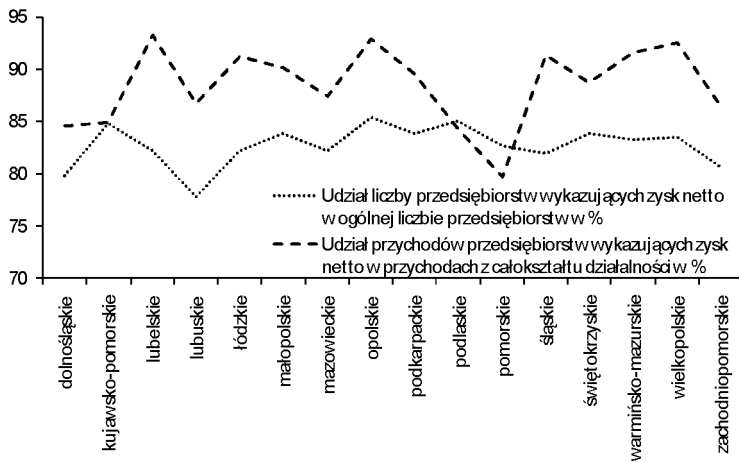 95
90
85
80
75
70
Udział liczby przedsiębiorstw wykazujących zysk netto
w ogólnej liczbie przedsiębiorstw w %
Udział przychodów przedsiębiorstw wykazujących zysk
netto w przychodach z całokształtu działalności w %
dolnośląskie
kujawsko-pomorskie
lubelskie
lubuskie
łódzkie
małopolskie
mazowieckie
opolskie
podkarpackie
podlaskie
pomorskie
śląskie
świętokrzyskie
warmińsko-mazurskie
wielkopolskie
zachodniopomorskie